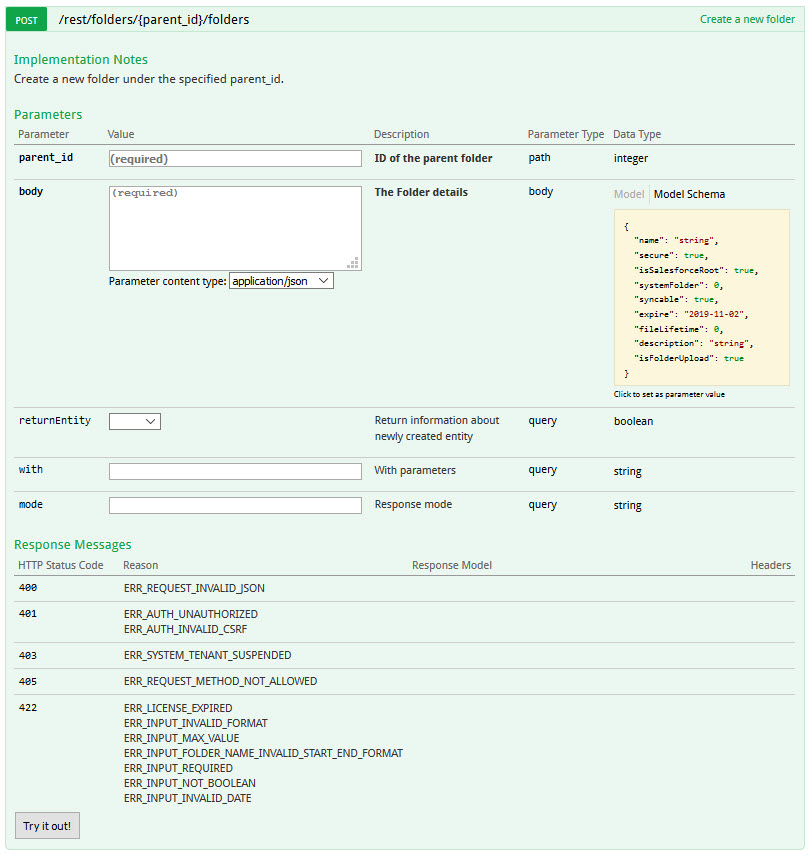 POST /rest/folders/{parent_id}/folders Create a new folder
Implementation Notes
Create a new folder under the specified parent_id.
Parameters
Parameter Value Description Parameter Type Data Type
parent_id (required) ID of the parent folder path integer
body (required) The Folder details body Model Model Schema
{
"name": "string",
"secure": true,
"isSalesforceRoot": true,
"systemFolder": 0,
"syncable": true,
"expire": "2019-11-02",
"fileLifetime": 0,
"description": "string",
"isFolderUpload": true
}
Parameter content type: application/json
Click to set as parameter value
returnEntity Return information about newly created entity query boolean
with With parameters query string
mode Response mode query string
Response Messages
HTTP Status Code Reason Response Model Headers
400 ERR_REQUEST_INVALID_JSON
401 ERR_AUTH_UNAUTHORIZED
ERR_AUTH_INVALID_CSRF
403 ERR_SYSTEM_TENANT_SUSPENDED
405 ERR_REQUEST_METHOD_NOT_ALLOWED
422 ERR_LICENSE_EXPIRED
ERR_INPUT_INVALID_FORMAT
ERR_INPUT_MAX_VALUE
ERR_INPUT_FOLDER_NAME_INVALID_START_END_FORMAT
ERR_INPUT_REQUIRED
ERR_INPUT_NOT_BOOLEAN
ERR_INPUT_INVALID_DATE
Try it out!